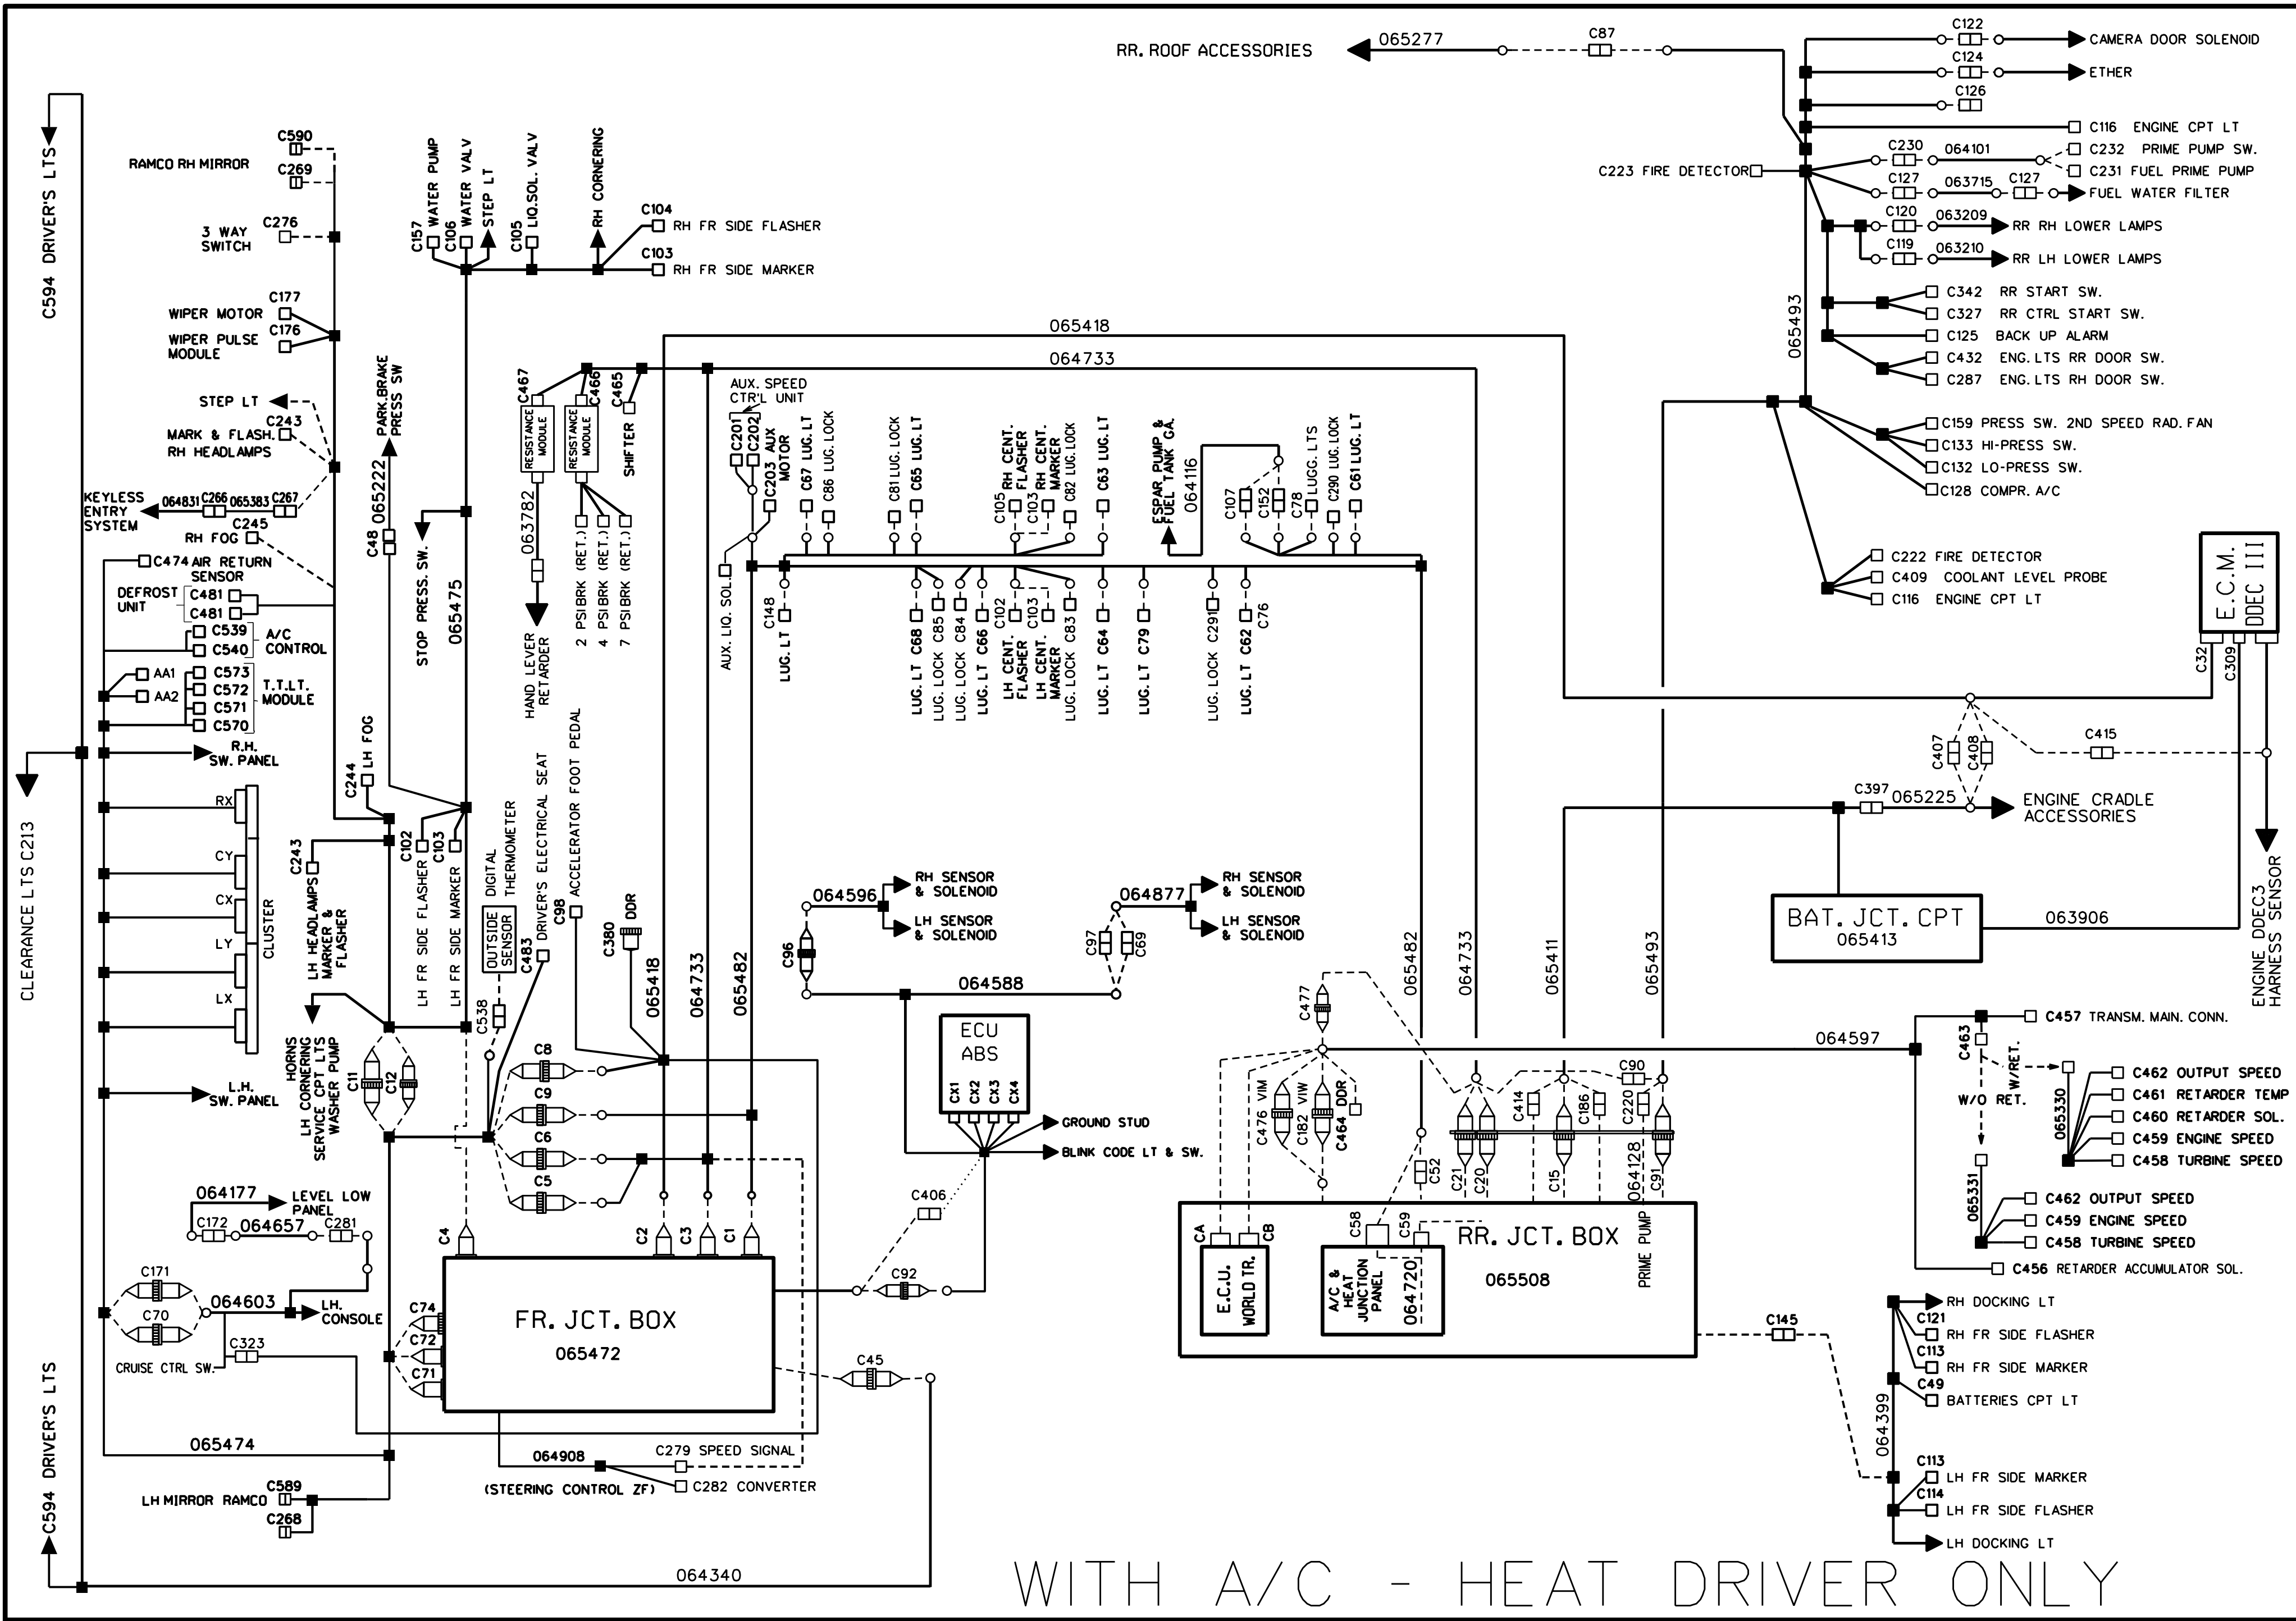 RR. ROOF ACCESSORIES
065277
C87
C122
CAMERA DOOR SOLENOID
C124
ETHER
C126
C116 ENGINE CPT LT
C230
064101
C232 PRIME PUMP SW.
C231 FUEL PRIME PUMP
C223 FIRE DETECTOR
C127
063715
C127
FUEL WATER FILTER
C120
063209
RR RH LOWER LAMPS
C119
063210
RR LH LOWER LAMPS
065493
C342 RR START SW.
C327 RR CTRL START SW.
C125 BACK UP ALARM
C432 ENG. LTS RR DOOR SW.
C287 ENG. LTS RH DOOR SW.
C159 PRESS SW. 2ND SPEED RAD. FAN
C133 HI-PRESS SW.
C132 LO-PRESS SW.
C128 COMPR. A/C
C222 FIRE DETECTOR
C409 COOLANT LEVEL PROBE
C116 ENGINE CPT LT
E.C.M.
DDEC III
C32
C309
C594 DRIVER'S LTS
C590
RAMCO RH MIRROR
C269
C276
3 WAY
SWITCH
C177
WIPER MOTOR
C176
WIPER PULSE
MODULE
STEP LT
C243
MARK & FLASH.
RH HEADLAMPS
KEYLESS
ENTRY
SYSTEM
064831
C266
065383
C267
C245
RH FOG
C474 AIR RETURN
SENSOR
DEFROST
UNIT
C481
C481
C539
C540
A/C
CONTROL
AA1
AA2
C573
C572
C571
C570
T.T.LT.
MODULE
R.H.
SW. PANEL
RX
CY
CX
LY
LX
CLUSTER
L.H.
SW. PANEL
CLEARANCE LTS C213
C157
WATER PUMP
C106
WATER VALV
STEP LT
C105
LIQ.SOL. VALV
RH CORNERING
C104
RH FR SIDE FLASHER
C103
RH FR SIDE MARKER
PARK.BRAKE
PRESS SW
065222
C48
STOP PRESS. SW.
065475
C244 LH FOG
C243
LH HEADLAMPS
MARKER &
FLASHER
C102
C103
LH FR SIDE FLASHER
LH FR SIDE MARKER
HORNS
LH CORNERING
SERVICE CPT LTS
WASHER PUMP
C11
C12
065418
064733
C467
C466
C465
RESISTANCE
MODULE
RESISTANCE
MODULE
SHIFTER
063782
HAND LEVER
RETARDER
2 PSI BRK (RET.)
4 PSI BRK (RET.)
7 PSI BRK (RET.)
AUX. SPEED
CTR'L UNIT
C201
C202
C203 AUX
MOTOR
AUX. LIQ. SOL.
C67 LUG. LT
C86 LUG. LOCK
C81 LUG. LOCK
C65 LUG. LT
C105
RH CENT.
FLASHER
C103
RH CENT.
MARKER
C82 LUG. LOCK
C63 LUG. LT
ESPAR PUMP &
FUEL TANK GA.
064116
C107
C152
C78 LUGG. LTS
C290 LUG. LOCK
C61 LUG. LT
C148
LUG. LT
LUG. LT C68
LUG. LOCK C85
LUG. LOCK C84
LUG. LT C66
C102
LH CENT.
FLASHER
C103
LH CENT.
MARKER
LUG. LOCK C83
LUG. LT C64
LUG. LT C79
LUG. LOCK C291
LUG. LT C62
C76
C407
C408
C415
C397
065225
ENGINE CRADLE
ACCESSORIES
BAT. JCT. CPT
065413
063906
ENGINE DDEC3
HARNESS SENSOR
DIGITAL
THERMOMETER
OUTSIDE
SENSOR
C538
C483 DRIVER'S ELECTRICAL SEAT
C98 ACCELERATOR FOOT PEDAL
C380 DDR
065418
064733
065482
064596
RH SENSOR
& SOLENOID
LH SENSOR
& SOLENOID
C96
064877
RH SENSOR
& SOLENOID
LH SENSOR
& SOLENOID
C97
C69
064588
ECU
ABS
CX1
CX2
CX3
CX4
GROUND STUD
BLINK CODE LT & SW.
C8
C9
C6
C5
C4
C2
C3
C1
C406
C92
FR. JCT. BOX
065472
C74
C72
C71
C45
064177
LEVEL LOW
PANEL
C172
064657
C281
C171
C70
064603
LH.
CONSOLE
C323
CRUISE CTRL SW.
065474
C589
LH MIRROR RAMCO
C268
C594 DRIVER'S LTS
064908
(STEERING CONTROL ZF)
C279 SPEED SIGNAL
C282 CONVERTER
064340
C477
065482
064733
065411
065493
C476 VIM
C182 VIW
C464 DDR
C52
C21
C20
C414
C15
C186
C90
C220
064128
C91
PRIME PUMP
CA
CB
E.C.U.
WORLD TR.
C58
C59
A/C &
HEAT
JUNCTION
PANEL
064720
RR. JCT. BOX
065508
064597
C457 TRANSM. MAIN. CONN.
C463
W/RET.
W/O RET.
065330
C462 OUTPUT SPEED
C461 RETARDER TEMP
C460 RETARDER SOL.
C459 ENGINE SPEED
C458 TURBINE SPEED
065331
C462 OUTPUT SPEED
C459 ENGINE SPEED
C458 TURBINE SPEED
C456 RETARDER ACCUMULATOR SOL.
C145
RH DOCKING LT
C121
RH FR SIDE FLASHER
C113
RH FR SIDE MARKER
C49
BATTERIES CPT LT
064399
C113
LH FR SIDE MARKER
C114
LH FR SIDE FLASHER
LH DOCKING LT
WITH A/C - HEAT DRIVER ONLY